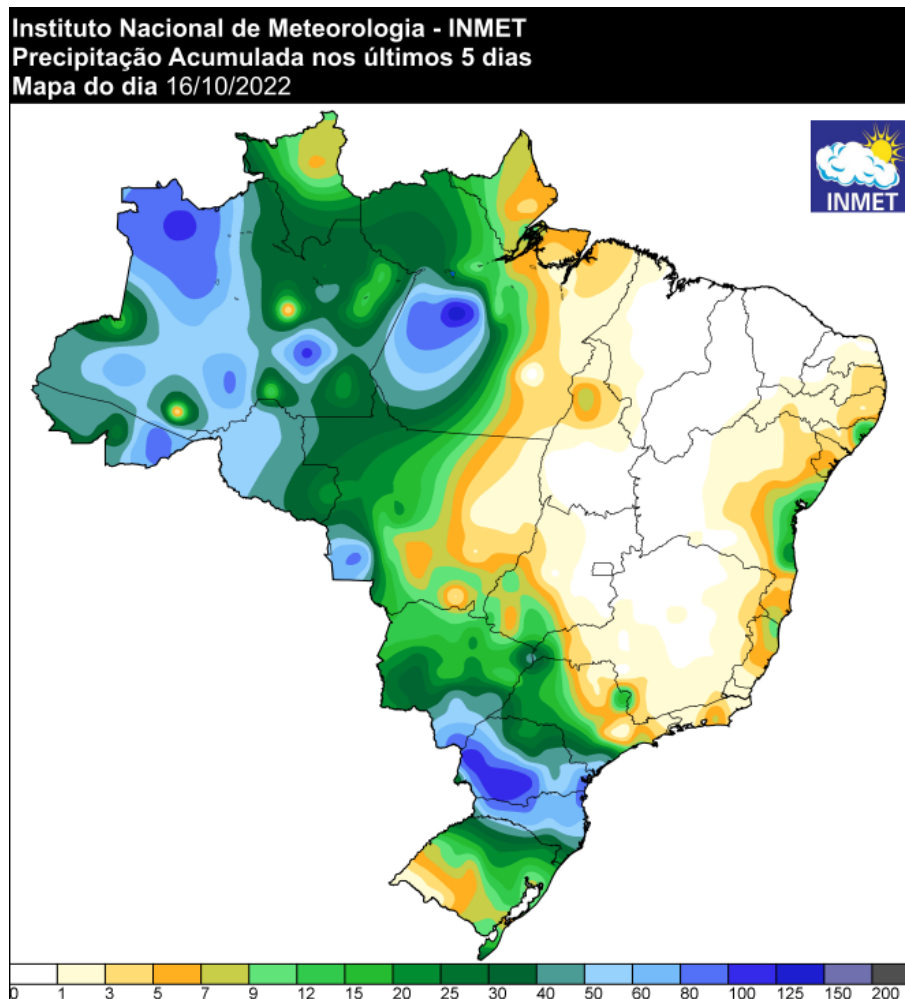 Instituto Nacional de Meteorologia - INMET
Precipitação Acumulada nos últimos 5 dias
Mapa do dia 16/10/2022
INMET
0 1 3 5 7 9 12 15 20 25 30 40 50 60 80 100 125 150 200